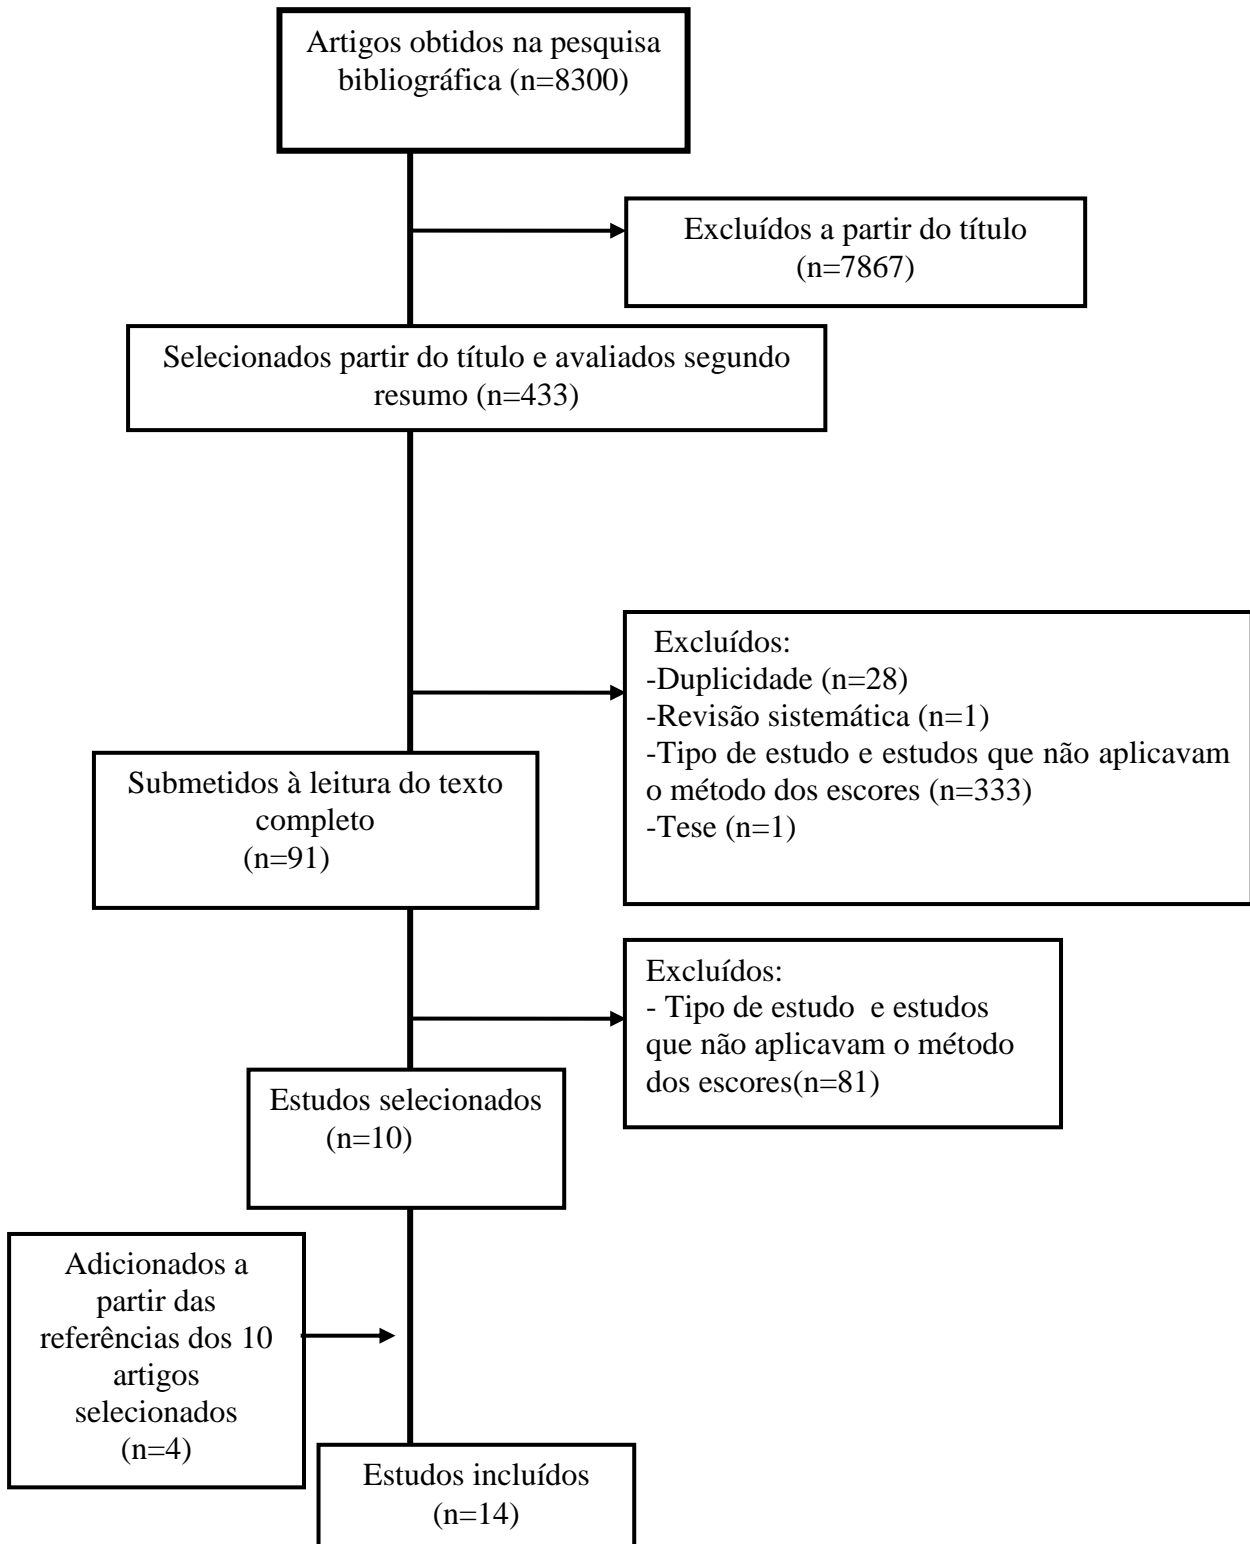 Artigos obtidos na pesquisa
bibliográfica (n=8300)
Excluídos a partir do título
(n=7867)
Selecionados partir do título e avaliados segundo
resumo (n=433)
Excluídos:
-Duplicidade (n=28)
-Revisão sistemática (n=1)
-Tipo de estudo e estudos que não aplicavam
o método dos escores (n=333)
-Tese (n=1)
Submetidos à leitura do texto
completo
(n=91)
Excluídos:
- Tipo de estudo e estudos
que não aplicavam o método
dos escores(n=81)
Estudos selecionados
(n=10)
Adicionados a
partir das
referências dos 10
artigos
selecionados
(n=4)
Estudos incluídos
(n=14)